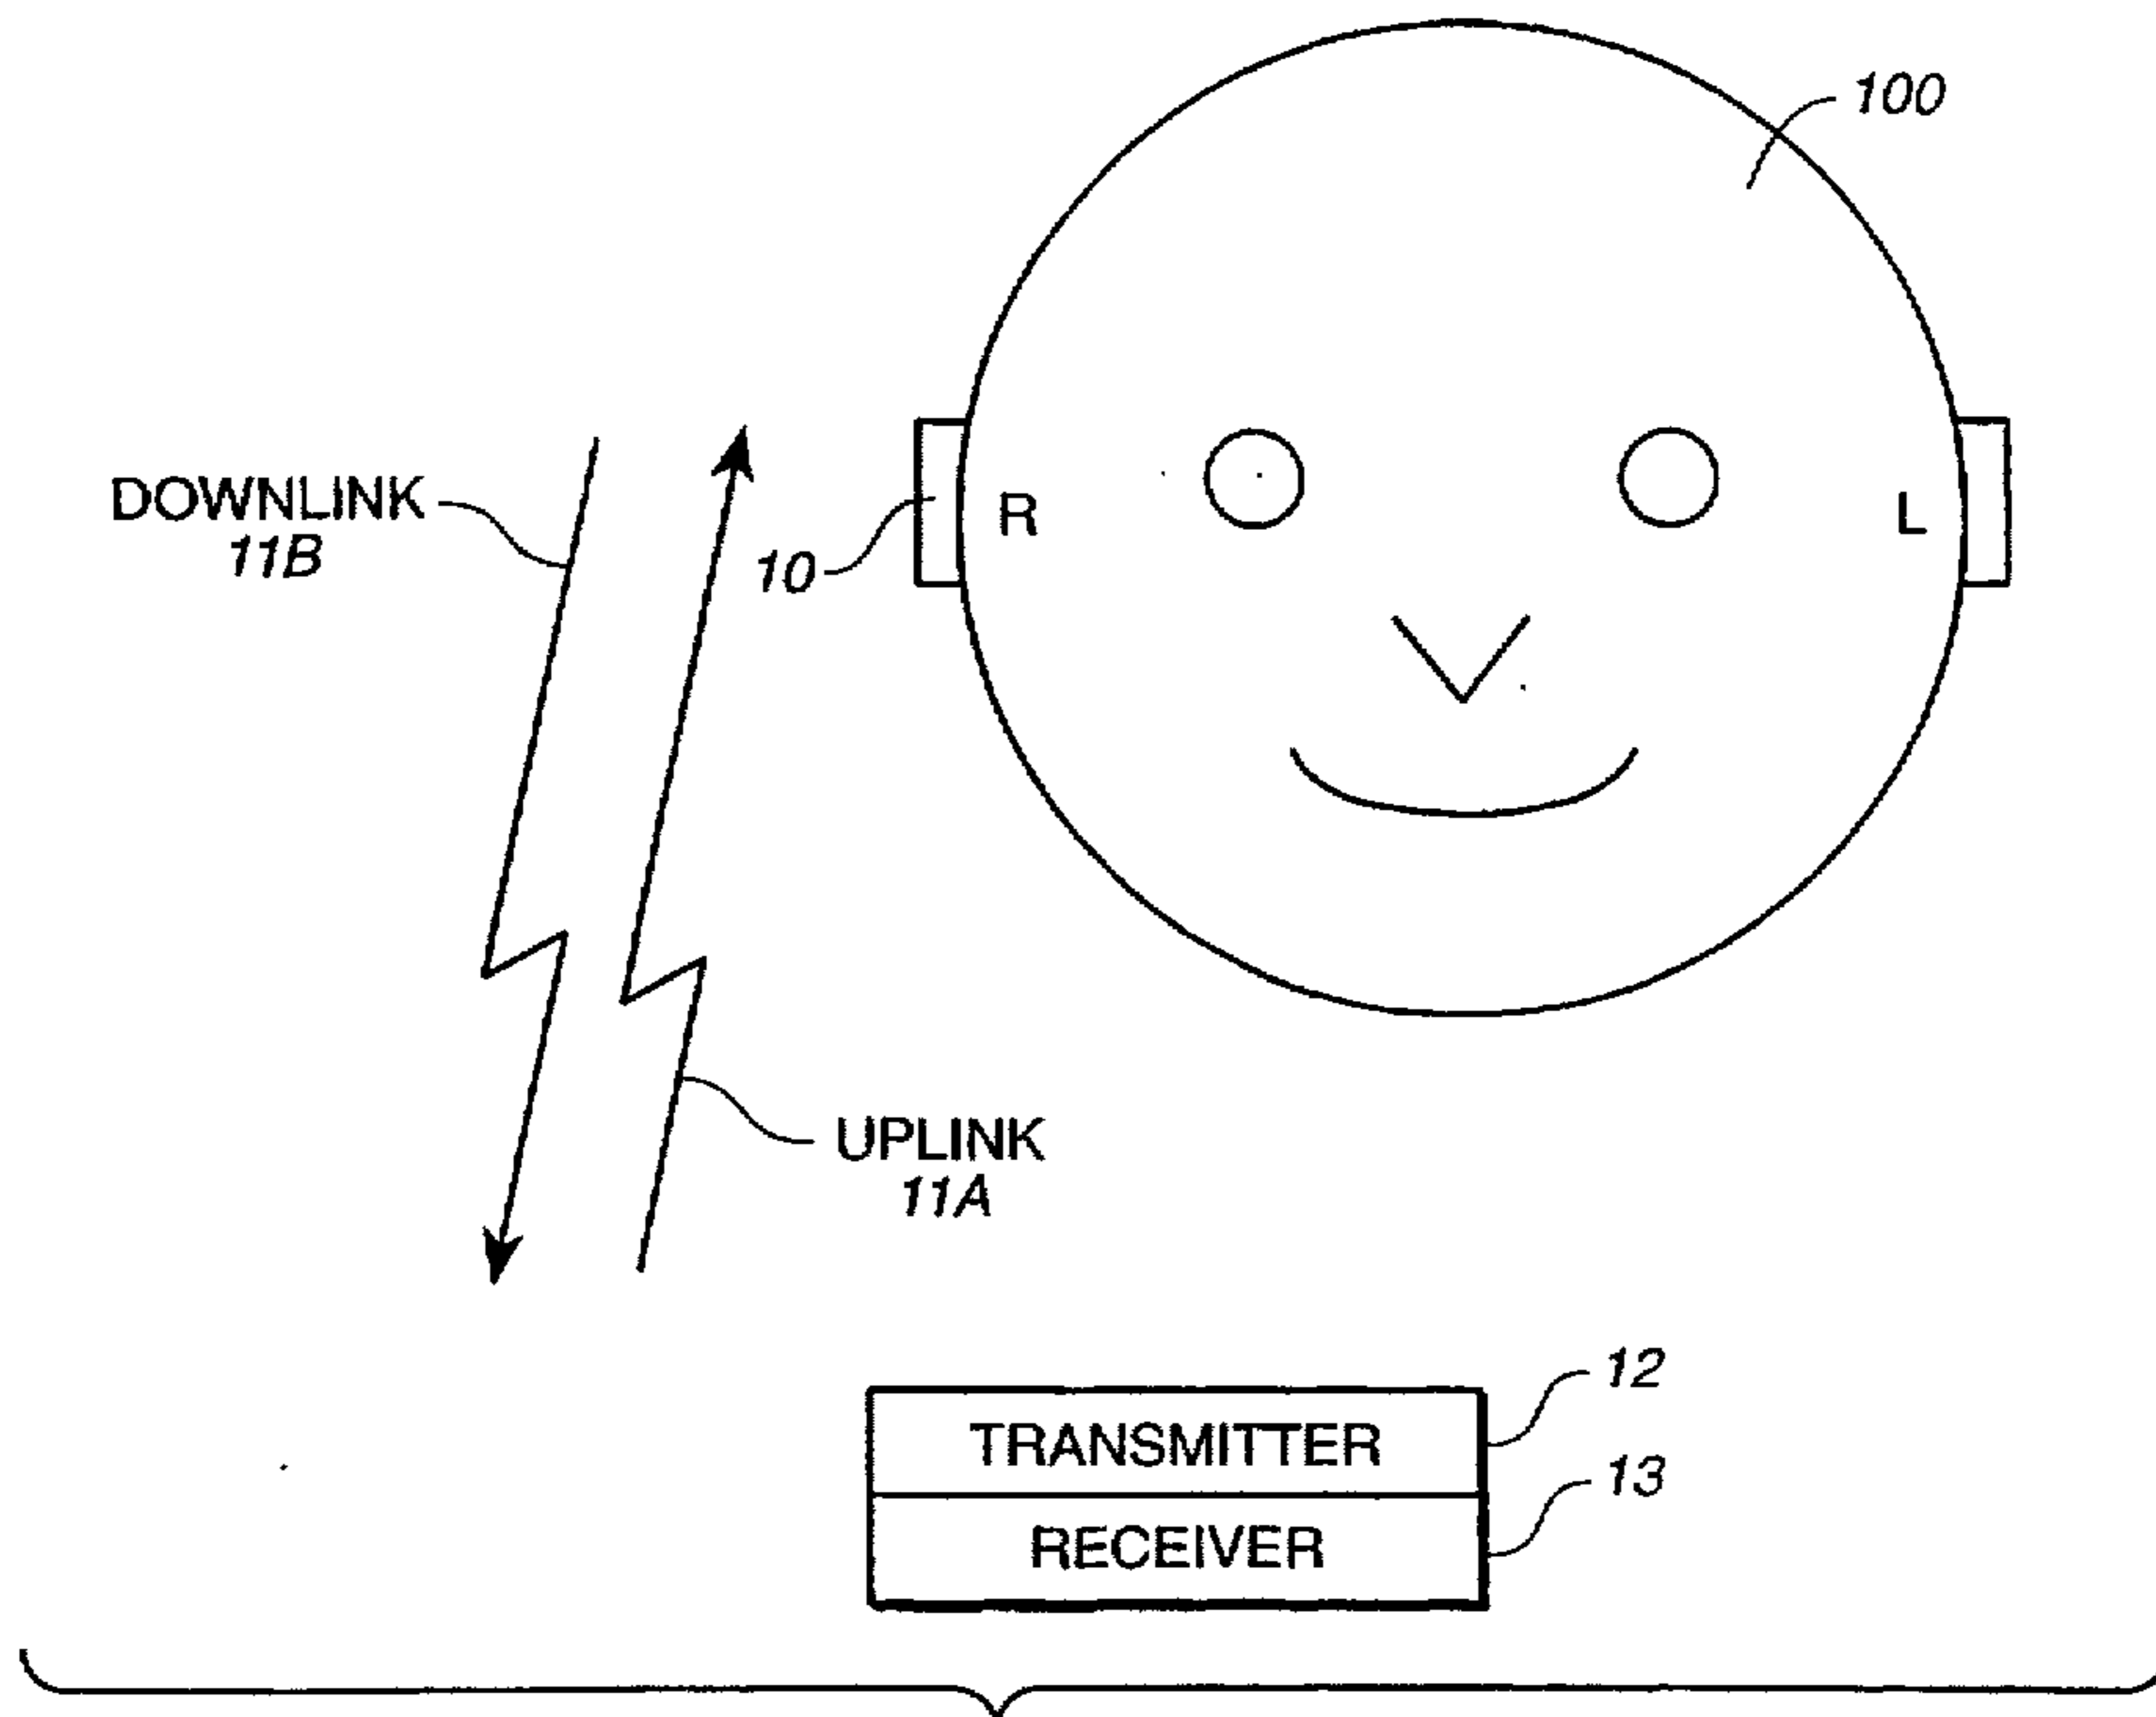 100
DOWNLINK
11B
10
R
L
UPLINK
11A
12
TRANSMITTER
13
RECEIVER